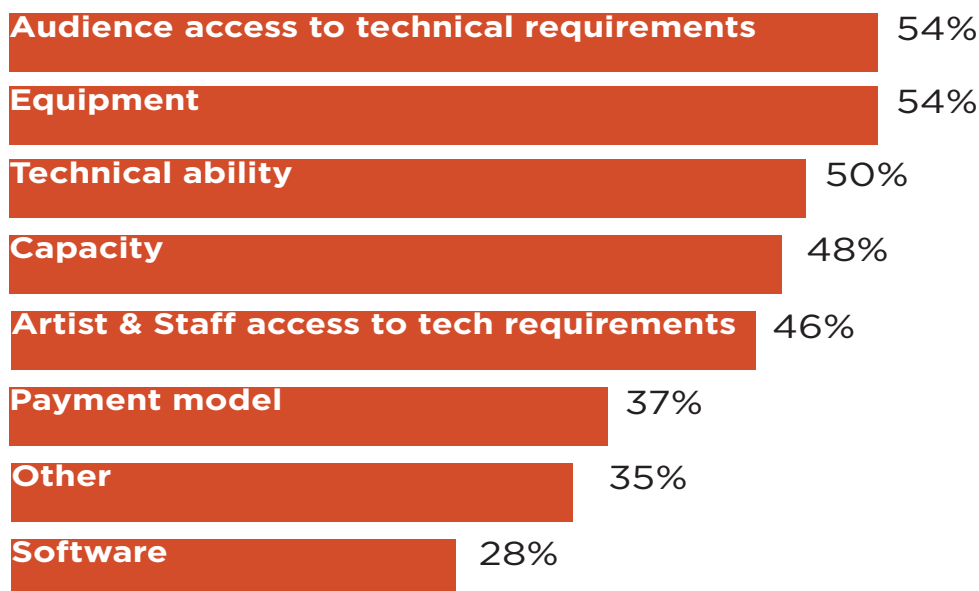 Audience access to technical requirements 54%
Equipment 54%
Technical ability 50%
Capacity 48%
Artist & Staff access to tech requirements 46%
Payment model 37%
Other 35%
Software 28%